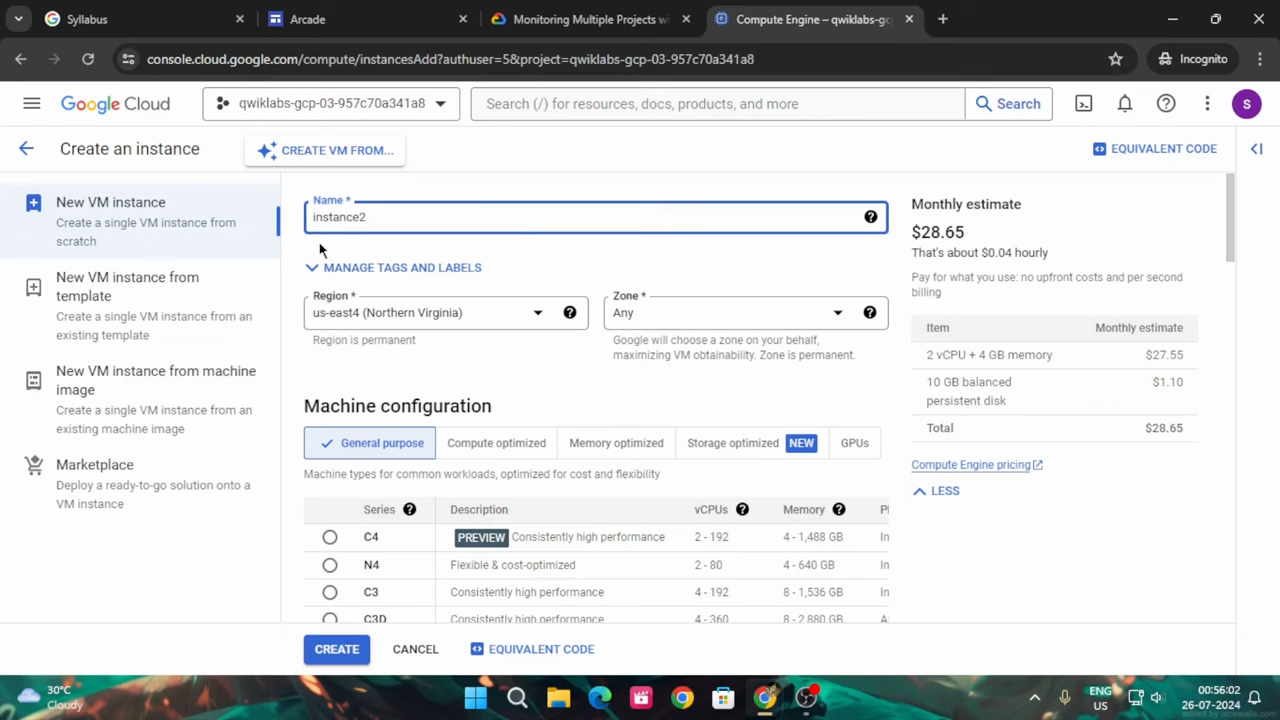 Syllabus
Arcade
Monitoring Multiple Projects wi
Compute Engine – qwiklabs-gc
console.cloud.google.com/compute/instancesAdd?authuser=5&project=qwiklabs-gcp-03-957c70a341a8
Incognito
Google Cloud
qwiklabs-gcp-03-957c70a341a8
Search (/) for resources, docs, products, and more
Search
S
Create an instance
CREATE VM FROM...
EQUIVALENT CODE
New VM instance
Create a single VM instance from
scratch
New VM instance from
template
Create a single VM instance from
an existing template
New VM instance from machine
image
Create a single VM instance from
an existing machine image
Marketplace
Deploy a ready-to-go solution onto
a VM instance
Name *
instance2
MANAGE TAGS AND LABELS
Region *
us-east4 (Northern Virginia)
Region is permanent
Zone *
Any
Google will choose a zone on your behalf,
maximizing VM obtainability. Zone is permanent.
Machine configuration
General purpose
Compute optimized
Memory optimized
Storage optimized NEW
GPUs
Machine types for common workloads, optimized for cost and flexibility
Series Description vCPUs Memory Pl
C4 PREVIEW Consistently high performance 2 - 192 4 - 1,488 GB In
N4 Flexible & cost-optimized 2 - 80 4 - 640 GB In
C3 Consistently high performance 4 - 192 8 - 1,536 GB In
C3D Consistently high performance 4 - 360 8 - 2,880 GB A
Monthly estimate
$28.65
That's about $0.04 hourly
Pay for what you use: no upfront costs and per second
billing
Item Monthly estimate
2 vCPU + 4 GB memory $27.55
10 GB balanced
persistent disk $1.10
Total $28.65
Compute Engine pricing
LESS
CREATE
CANCEL
EQUIVALENT CODE
30°C
Cloudy
ENG
US
00:56:02
26-07-2024